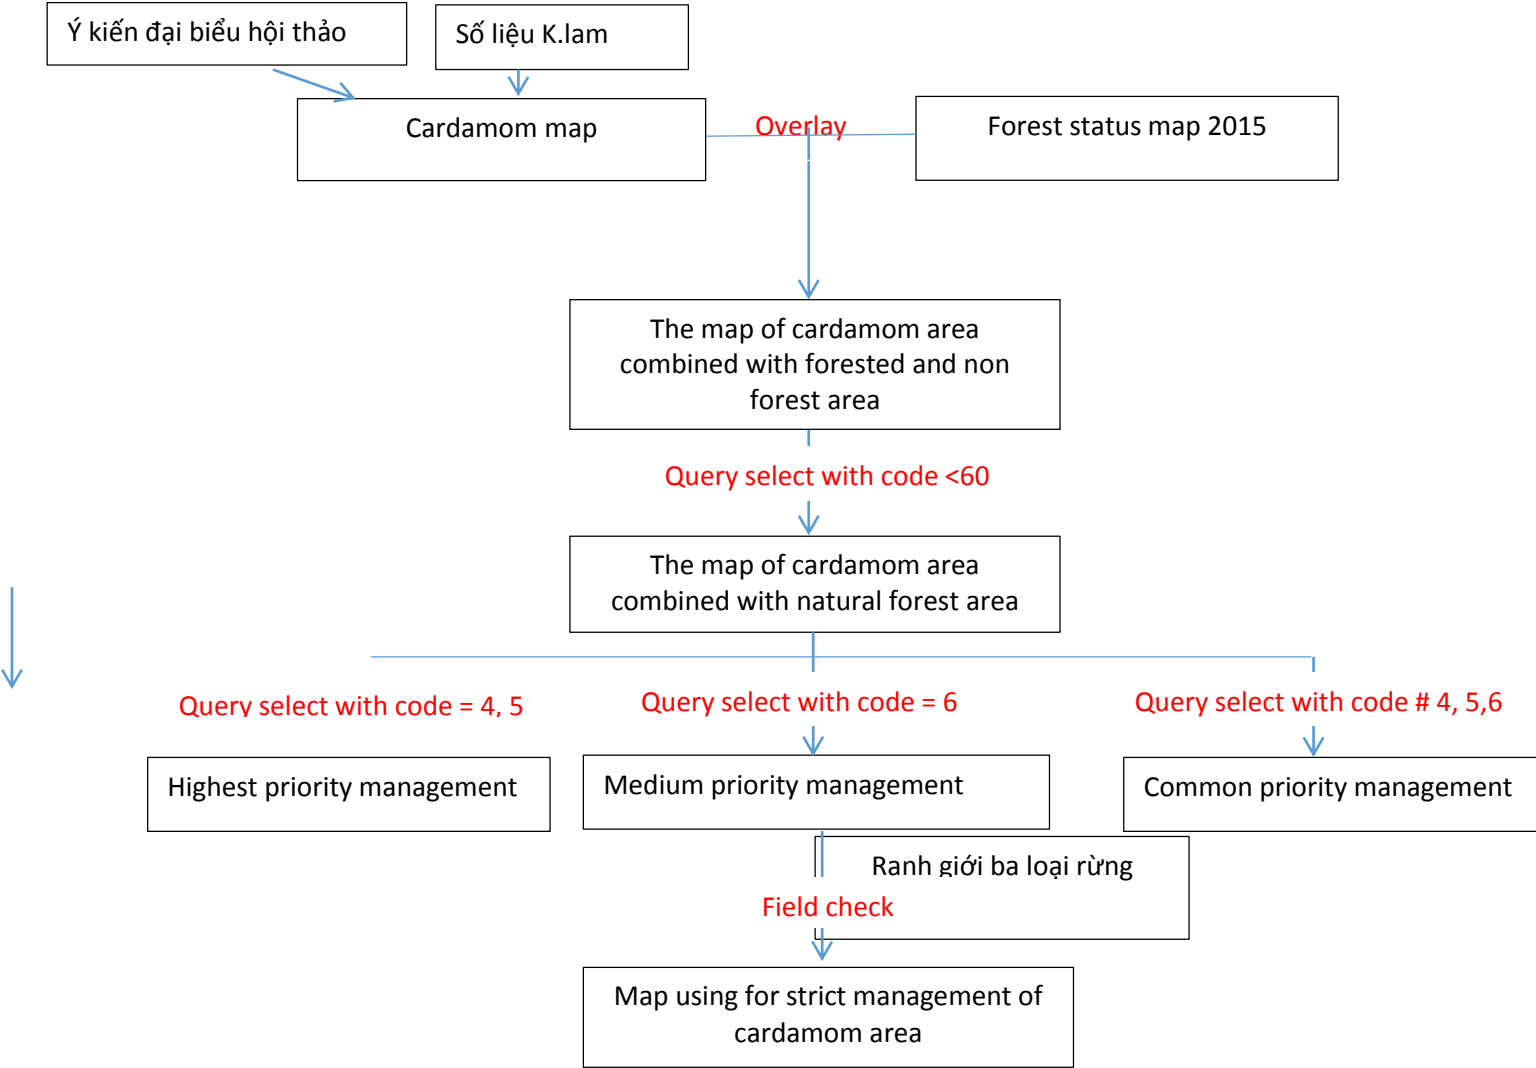 Ý kiến đại biểu hội thảo
Số liệu K.lam
Cardamom map
Overlay
Forest status map 2015
The map of cardamom area
combined with forested and non
forest area
Query select with code <60
The map of cardamom area
combined with natural forest area
Query select with code = 4, 5
Query select with code = 6
Query select with code # 4, 5,6
Highest priority management
Medium priority management
Common priority management
Ranh giới ba loại rừng
Field check
Map using for strict management of
cardamom area